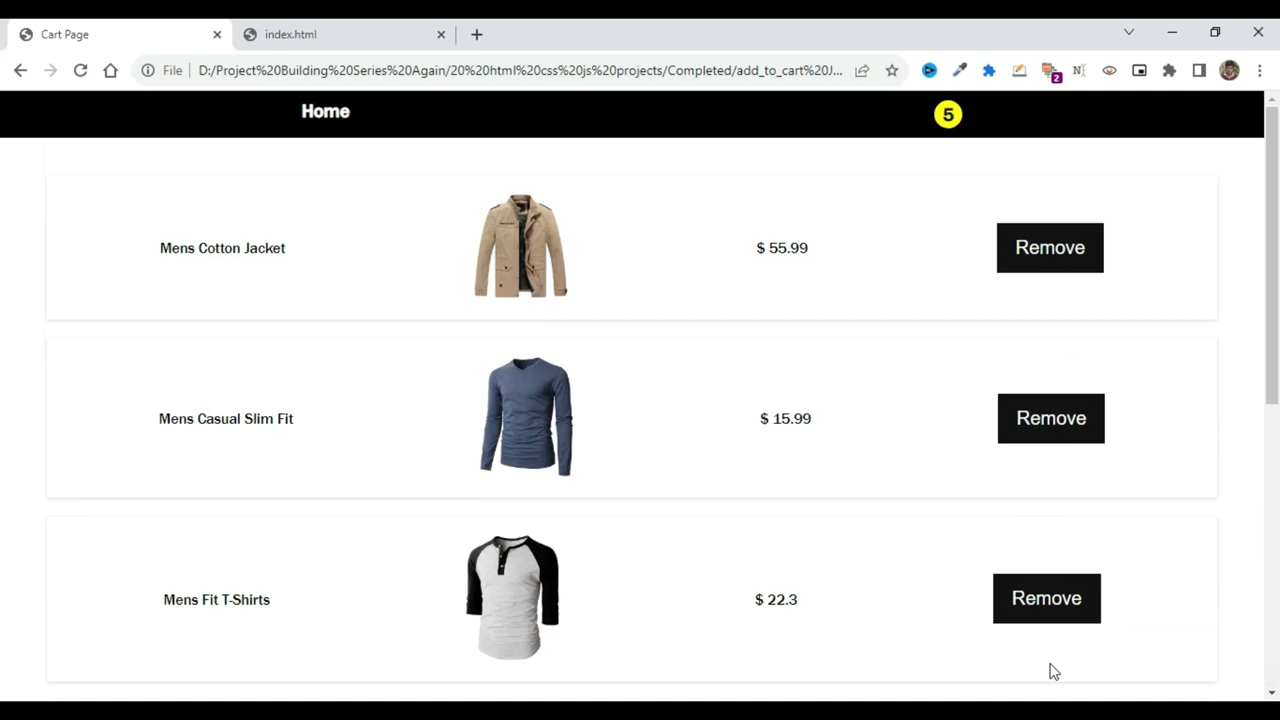 Cart Page
index.html
File
D:/Project%20Building%20Series%20Again/20%20html%20css%20js%20projects/Completed/add_to_cart%20J...
2
N
Home
5
Mens Cotton Jacket
$ 55.99
Remove
Mens Casual Slim Fit
$ 15.99
Remove
Mens Fit T-Shirts
$ 22.3
Remove